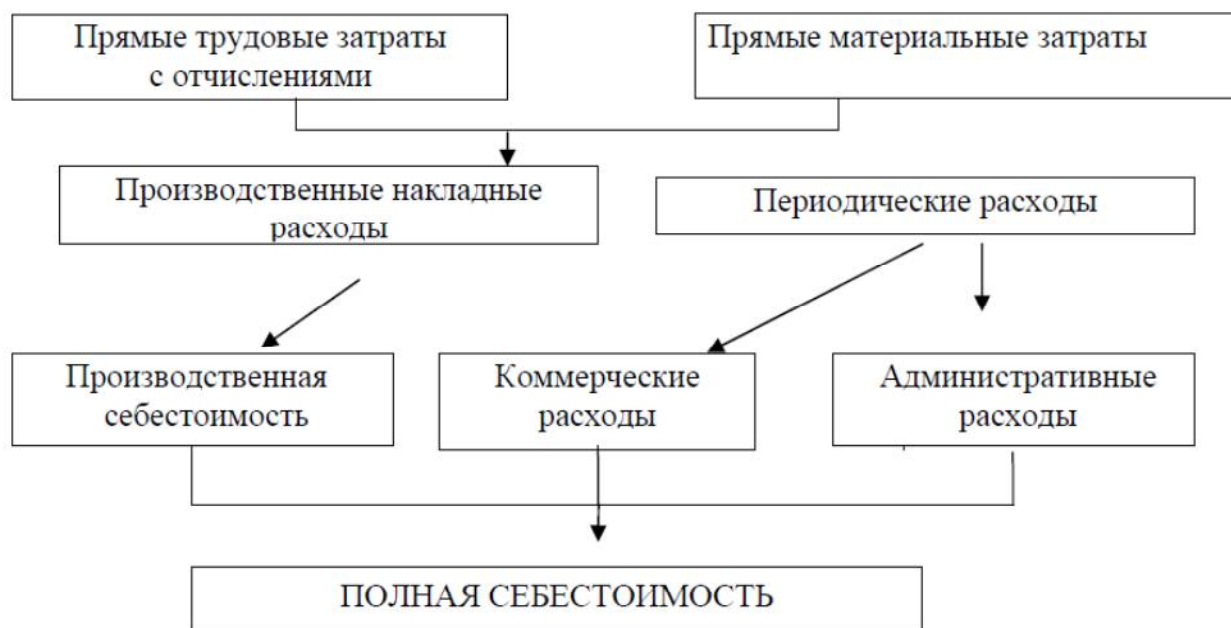 Прямые трудовые затраты
с отчислениями
Прямые материальные затраты
Производственные накладные
расходы
Периодические расходы
Производственная
себестоимость
Коммерческие
расходы
Административные
расходы
ПОЛНАЯ СЕБЕСТОИМОСТЬ